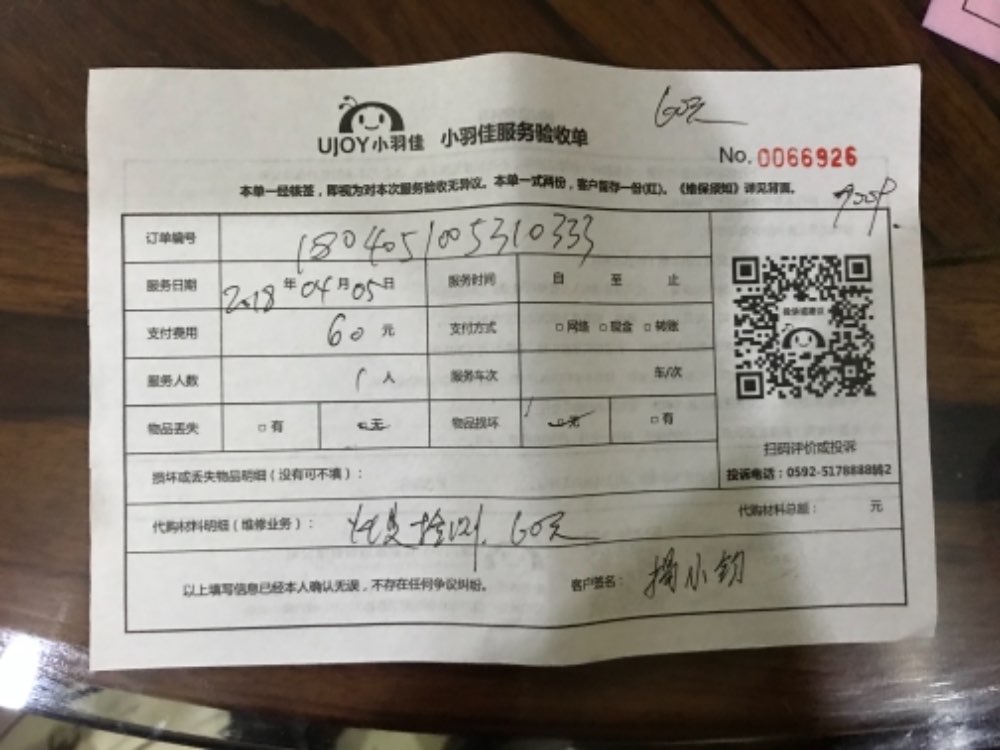 60元
UJOY小羽佳 小羽佳服务验收单
No. 0066926
本单一经核签，即视为对本次服务验收无异议。本单一式两份，客户留存一份(红)。《维保须知》详见背面。
订单编号 1804051005310333
服务日期 2018年04月05日 服务时间 自 至 止
支付费用 60元 支付方式 □网络 □现金 □转账
服务人数 1人 服务车次 车/次
物品丢失 □有 □无 物品损坏 □无 □有
扫码评价或投诉
损坏或丢失物品明细（没有可不填）：
投诉电话：0592-5178888转2
代购材料明细（维修业务）： 60元
代购材料总额： 元
以上填写信息已经本人确认无误，不存在任何争议纠纷。 客户签名：